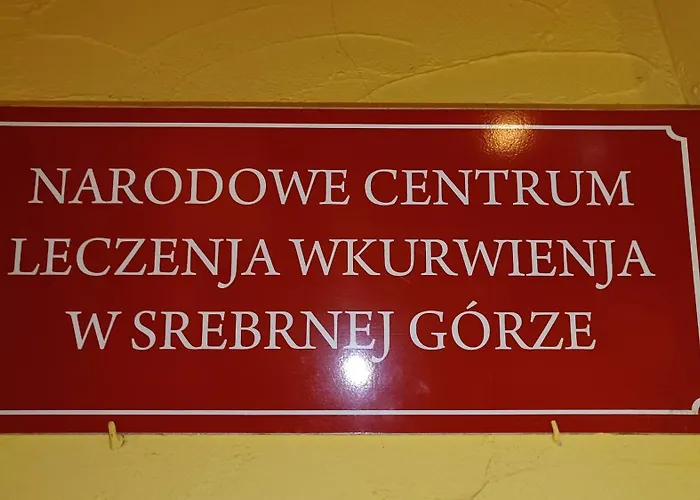 NARODOWE CENTRUM
LECZENJA WKURWIENJA
W SREBRNEJ GÓRZE